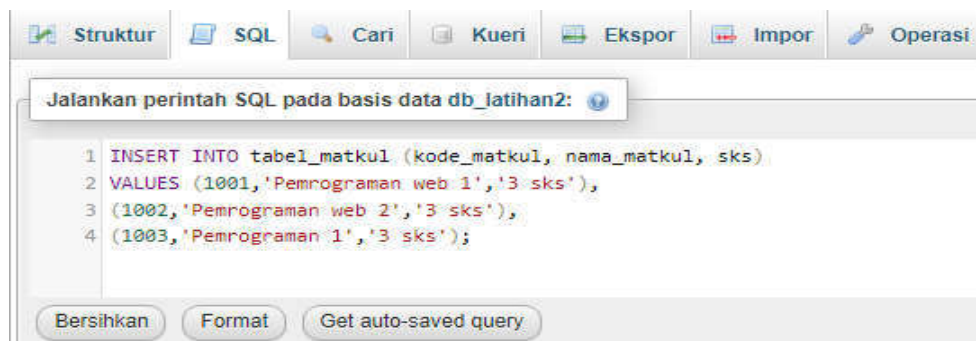 Struktur SQL Cari Kueri Ekspor Impor Operasi
Jalankan perintah SQL pada basis data db_latihan2:
1 INSERT INTO tabel_matkul (kode_matkul, nama_matkul, sks)
2 VALUES (1001,'Pemrograman web 1','3 sks'),
3 (1002,'Pemrograman web 2','3 sks'),
4 (1003,'Pemrograman 1','3 sks');
Bersihkan Format Get auto-saved query